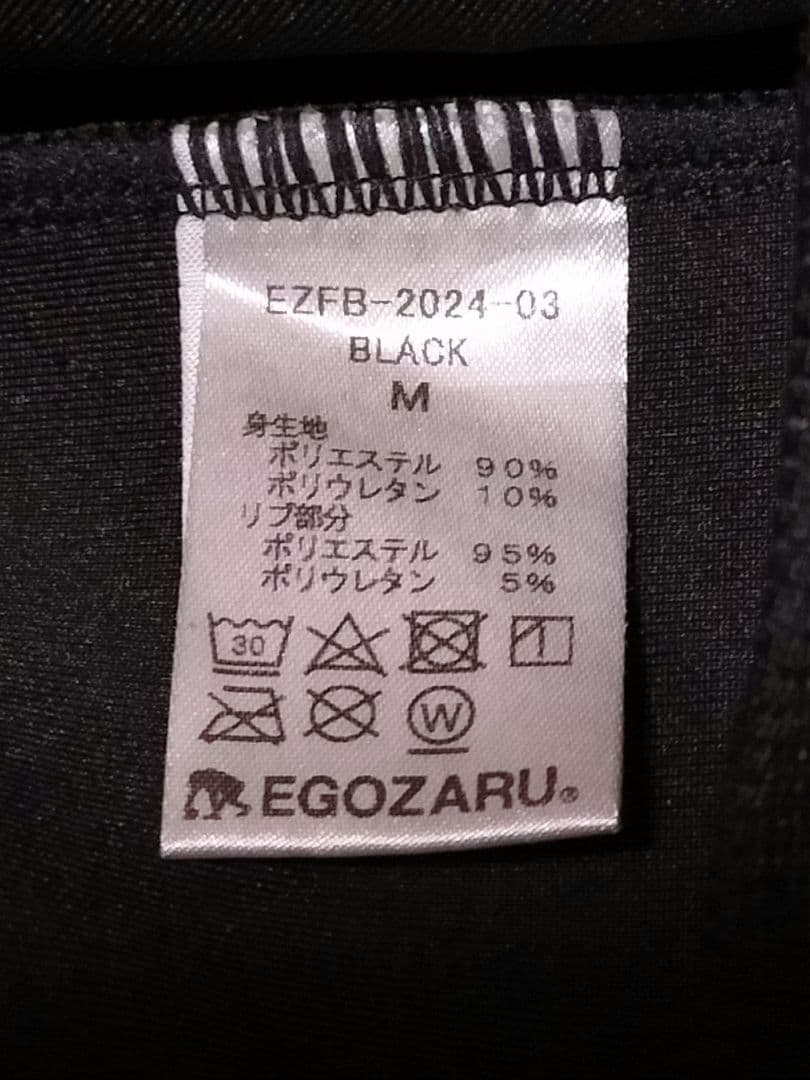 EZFB-2024-03
BLACK
M
身生地
ポリエステル 90%
ポリウレタン 10%
リブ部分
ポリエステル 95%
ポリウレタン 5%
30
W
EGOZARU®